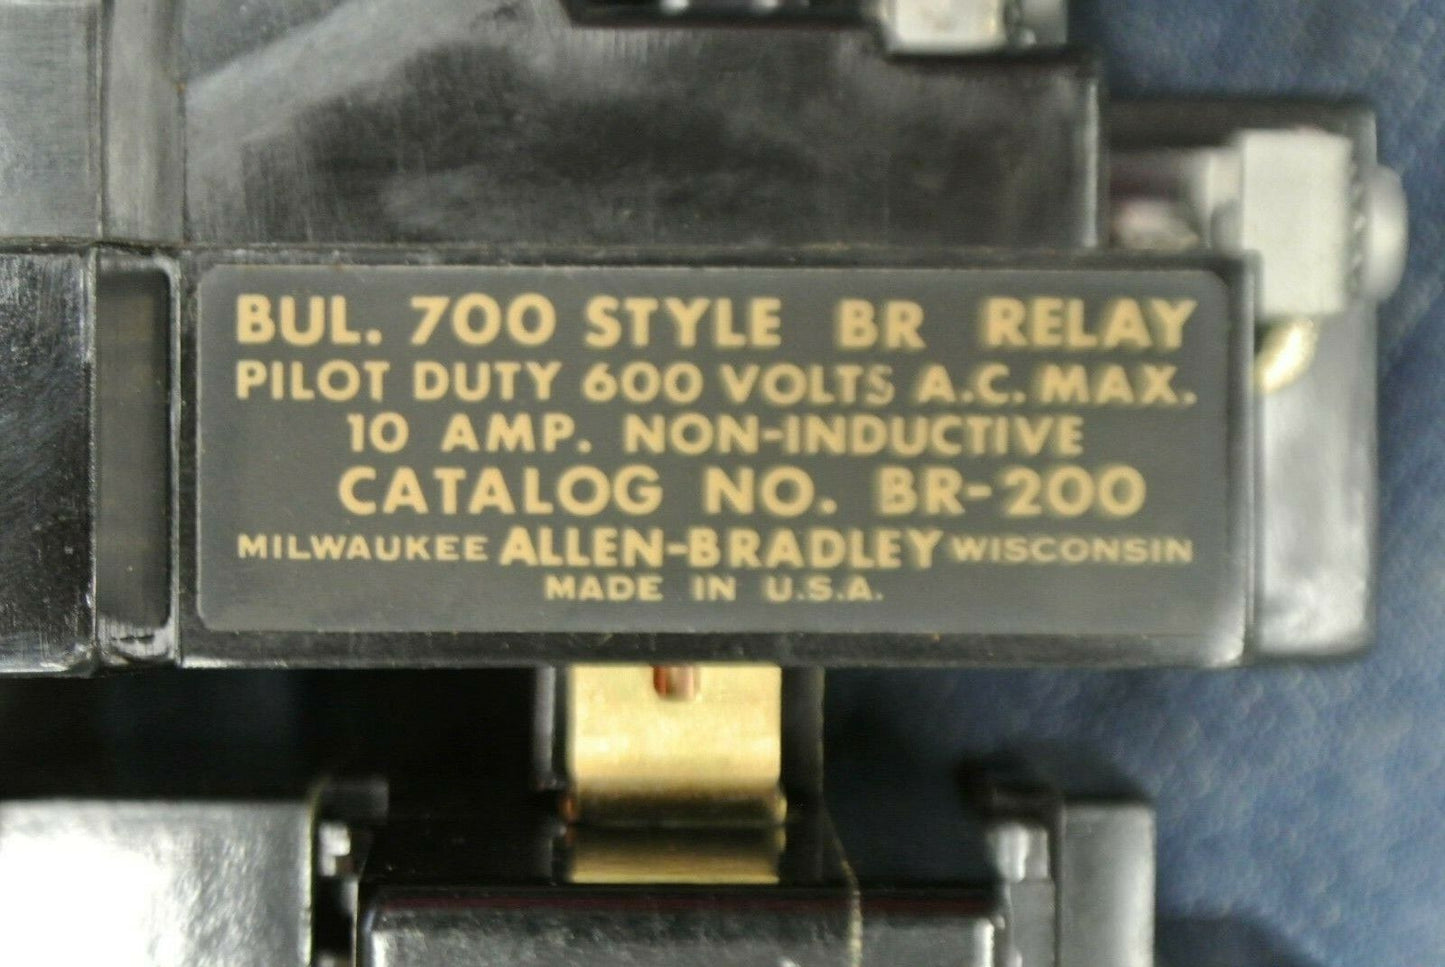 BUL. 700 STYLE BR RELAY
PILOT DUTY 600 VOLTS A.C. MAX.
10 AMP. NON-INDUCTIVE
CATALOG NO. BR-200
MILWAUKEE ALLEN-BRADLEY WISCONSIN
MADE IN U.S.A.